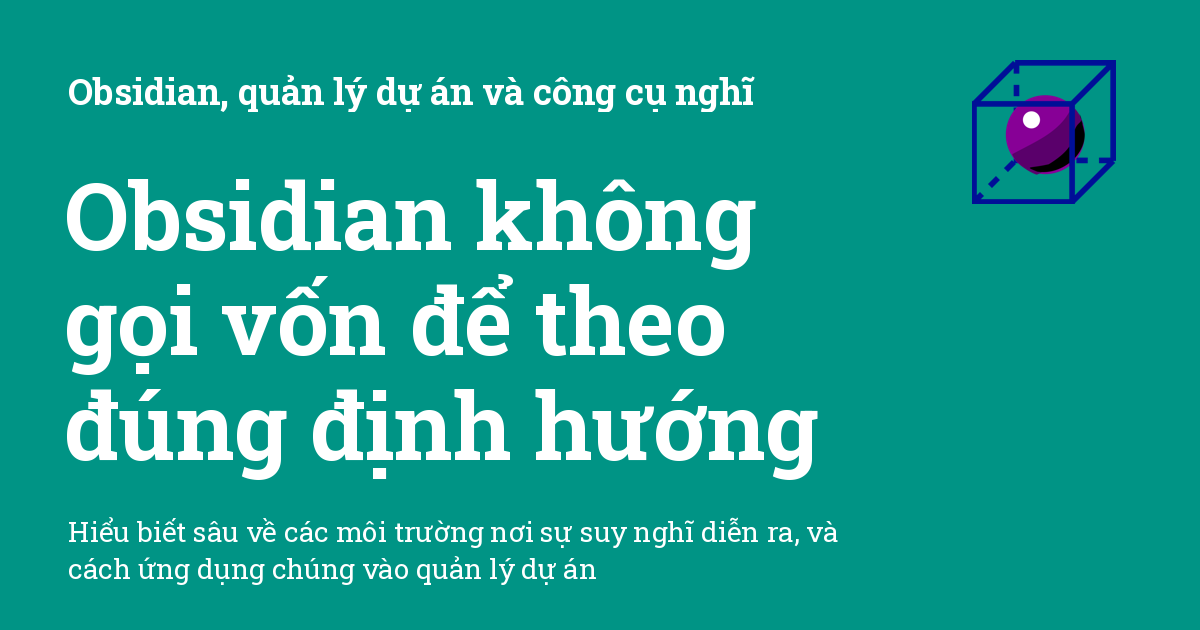 Obsidian, quản lý dự án và công cụ nghĩ
Obsidian không
gọi vốn để theo
đúng định hướng
Hiểu biết sâu về các môi trường nơi sự suy nghĩ diễn ra, và
cách ứng dụng chúng vào quản lý dự án